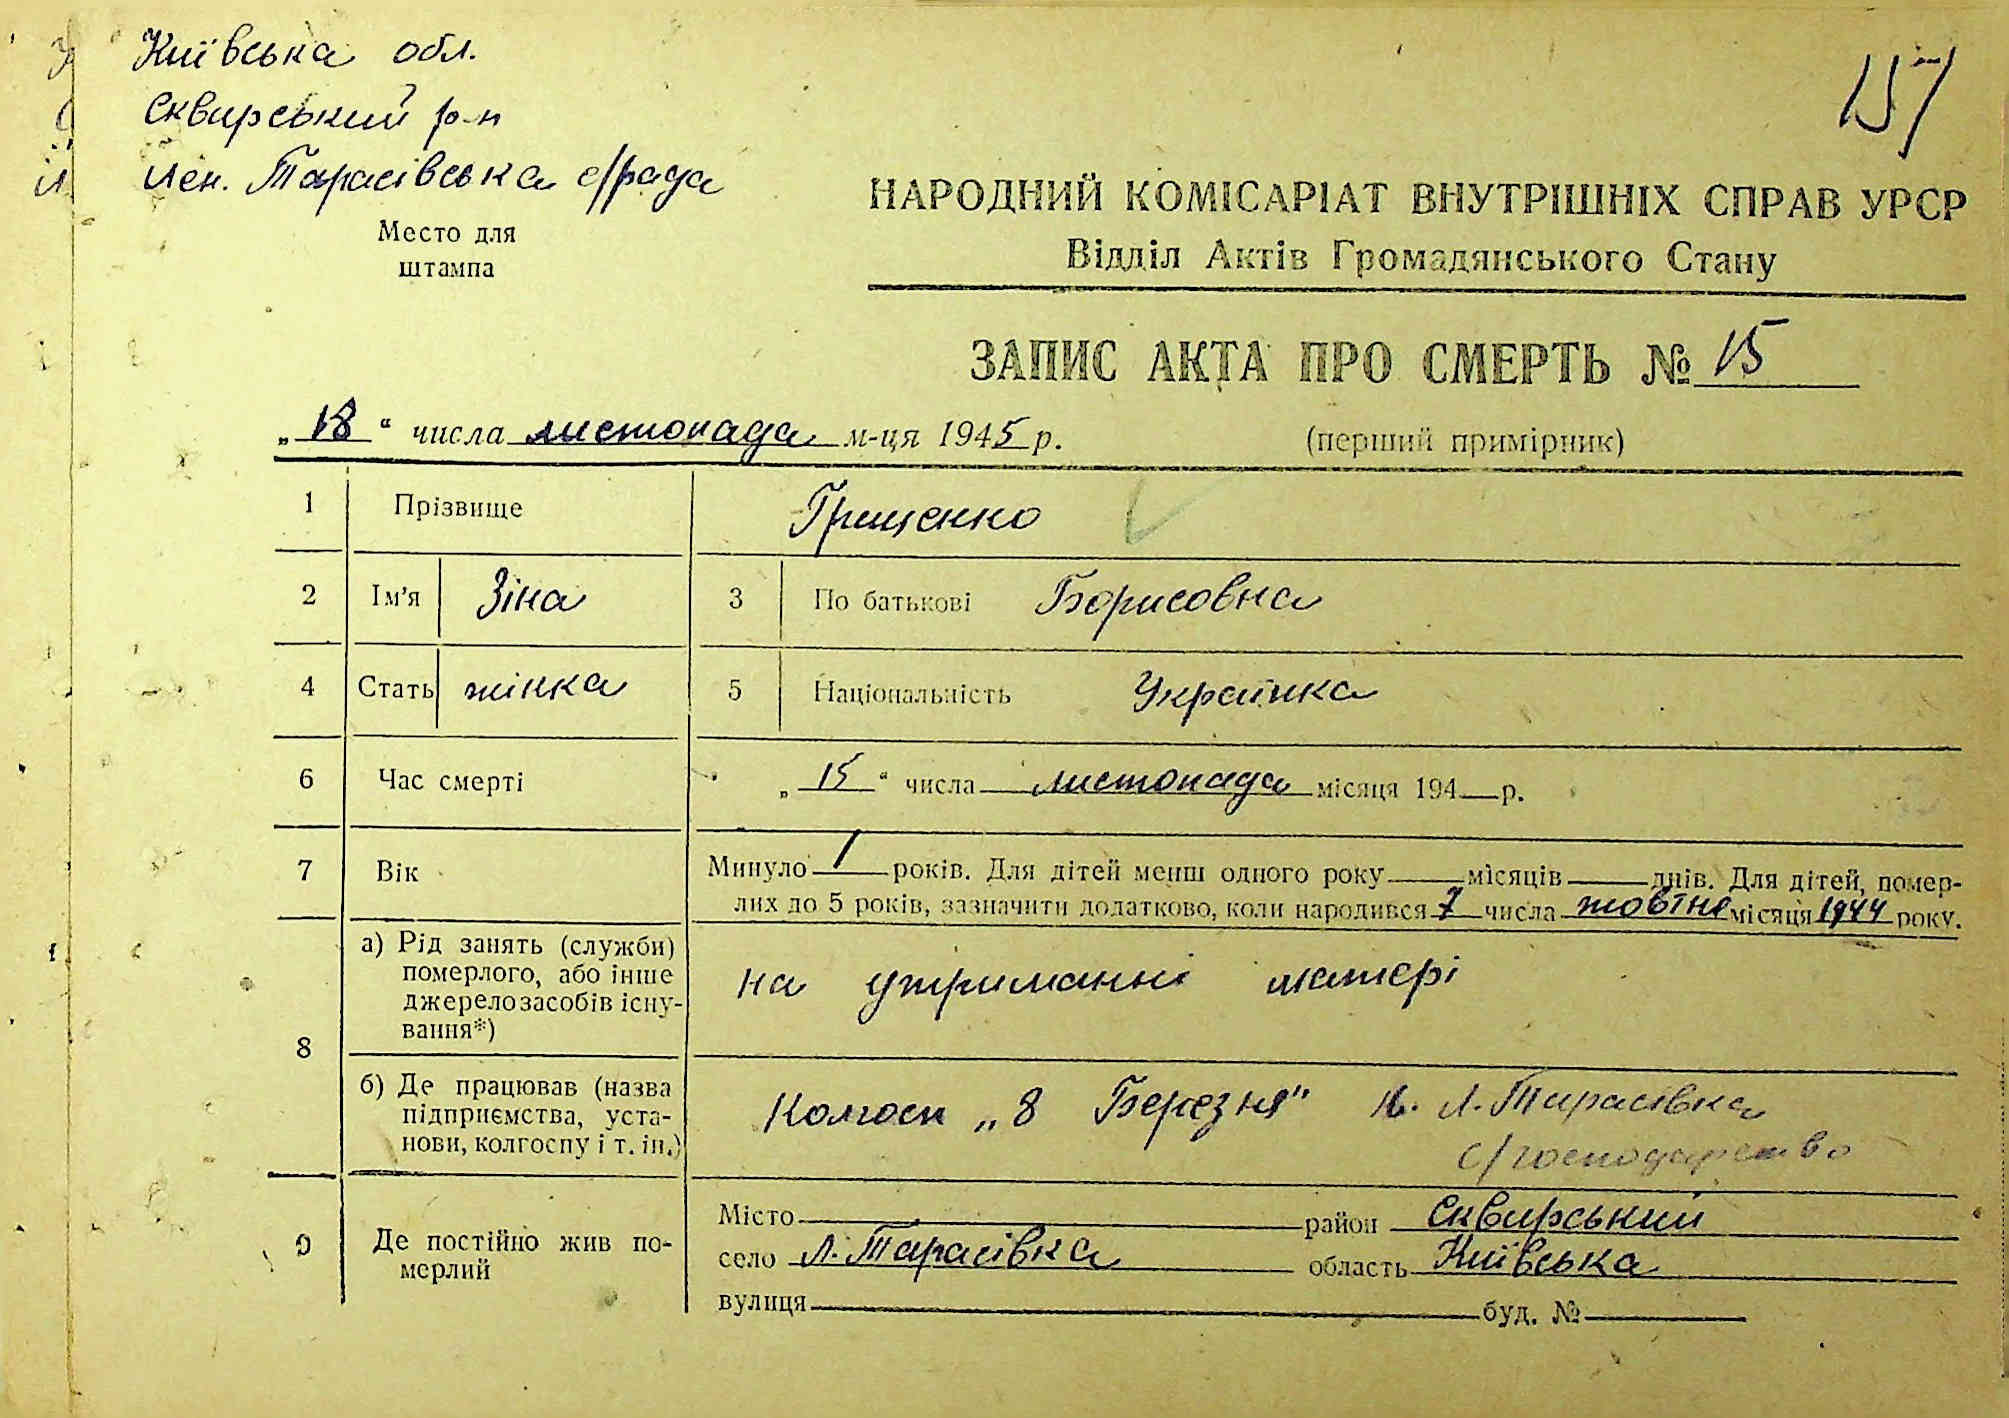 157
Київська обл.
Сквирський р-н
Лен. Тарасівська с/рада
Место для
штампа
НАРОДНИЙ КОМІСАРІАТ ВНУТРІШНІХ СПРАВ УРСР
Відділ Актів Громадянського Стану
ЗАПИС АКТА ПРО СМЕРТЬ № 15
„18“ числа листопада м-ця 1945 р.
(перший примірник)
1 Прізвище Грищенко
2 Ім'я Зіна 3 По батькові Борисовна
4 Стать жінка 5 Національність Українка
6 Час смерті „15“ числа листопада місяця 194 р.
7 Вік Минуло 1 років. Для дітей менш одного року місяців днів. Для дітей, помер-
лих до 5 років, зазначити додатково, коли народився 7 числа жовтне місяця 1944 року.
8
а) Рід занять (служби)
померлого, або інше
джерело засобів існу-
вання*)
на утриманні матері
б) Де працював (назва
підприємства, уста-
нови, колгоспу і т. ін.)
Колгосп „8 Березня" Л. Тарасівка
с/господарство
9 Де постійно жив по-
мерлий
Місто район Сквирський
село Л. Тарасівка область Київська
вулиця буд. №